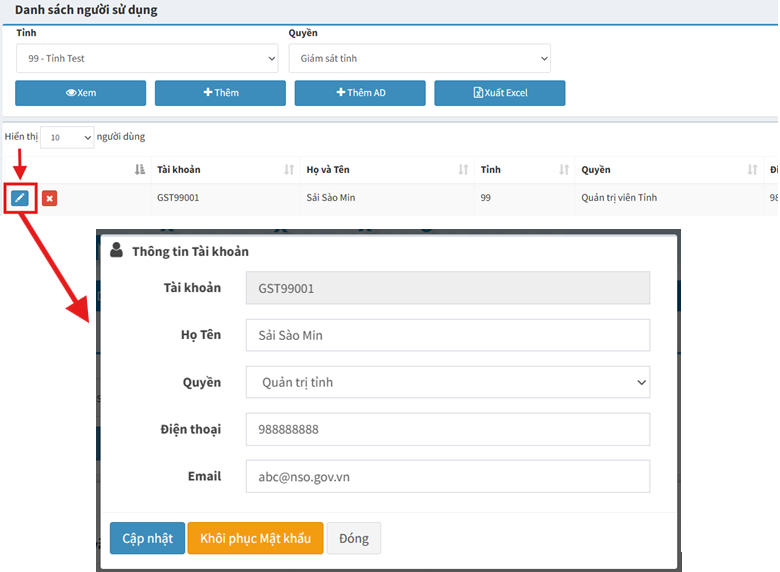 Danh sách người sử dụng
Tỉnh Quyền
99 - Tỉnh Test Giám sát tỉnh
Xem Thêm Thêm AD Xuất Excel
Hiển thị 10 người dùng
Tài khoản Họ và Tên Tỉnh Quyền
GST99001 Sải Sào Min 99 Quản trị viên Tỉnh 98
Thông tin Tài khoản
Tài khoản GST99001
Họ Tên Sải Sào Min
Quyền Quản trị tỉnh
Điện thoại 988888888
Email abc@nso.gov.vn
Cập nhật Khôi phục Mật khẩu Đóng